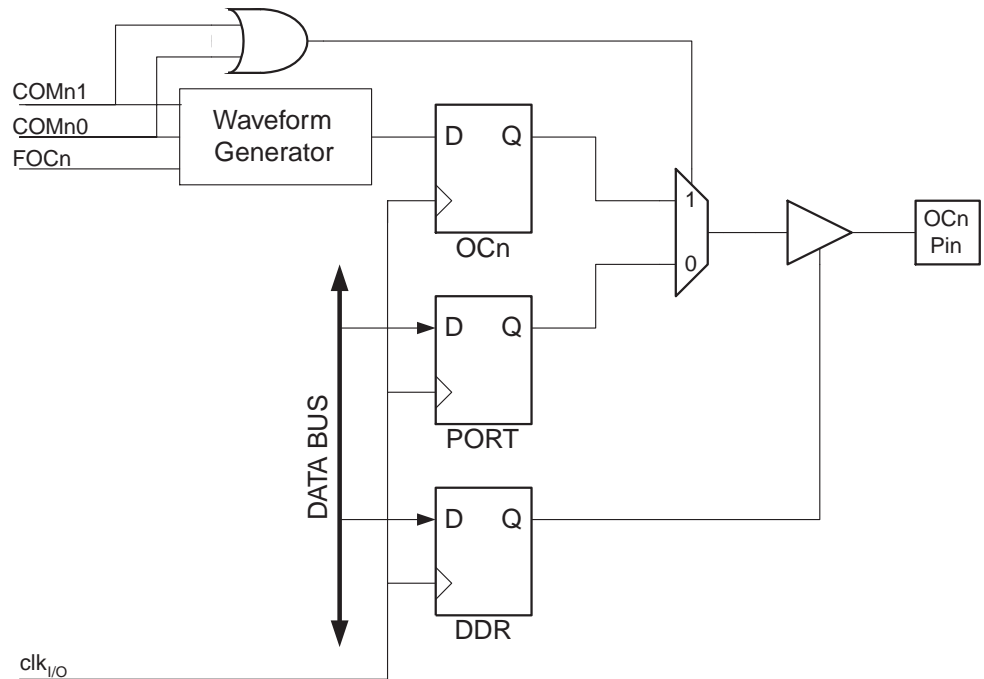 COMn1
COMn0
FOCn
Waveform
Generator
D Q
OCn
1
0
OCn
Pin
D Q
PORT
DATA BUS
D Q
DDR
clkI/O